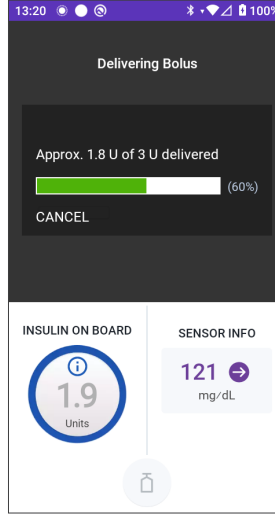 13:20 100%
Delivering Bolus
Approx. 1.8 U of 3 U delivered
(60%)
CANCEL
INSULIN ON BOARD
1.9
Units
SENSOR INFO
121
mg/dL